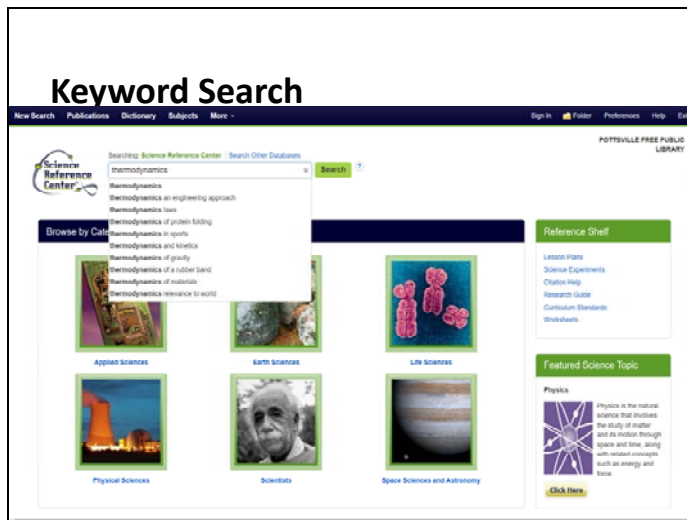 Keyword Search
New Search Publications Dictionary Subjects More
Sign In Folder Preferences Help Exi
POTTSVILLE FREE PUBLIC
LIBRARY
Science
Reference
Center
Searching: Science Reference Center Search Other Databases
thermodynamics x Search ?
thermodynamics
thermodynamics an engineering approach
thermodynamics laws
thermodynamics of protein folding
thermodynamics in sports
thermodynamics and kinetics
thermodynamics of gravity
thermodynamics of a rubber band
thermodynamics of materials
thermodynamics relevance to world
Browse by Cate
Applied Sciences
Earth Sciences
Life Sciences
Physical Sciences
Scientists
Space Sciences and Astronomy
Reference Shelf
Lesson Plans
Science Experiments
Citation Help
Research Guide
Curriculum Standards
Worksheets
Featured Science Topic
Physics
Physics is the natural
science that involves
the study of matter
and its motion through
space and time, along
with related concepts
such as energy and
force.
Click Here